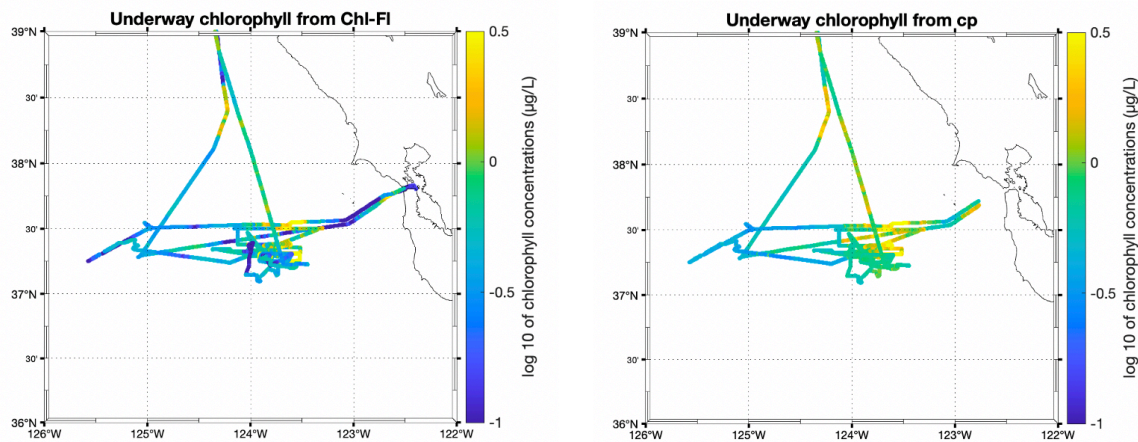 Underway chlorophyll from Chl-Fl
39°N
30'
38°N
30'
37°N
30'
36°N
126°W
125°W
124°W
123°W
122°W
0.5
0
-0.5
-1
log 10 of chlorophyll concentrations (µg/L)
Underway chlorophyll from cp
39°N
30'
38°N
30'
37°N
30'
36°N
126°W
125°W
124°W
123°W
122°W
0.5
0
-0.5
-1
log 10 of chlorophyll concentrations (µg/L)